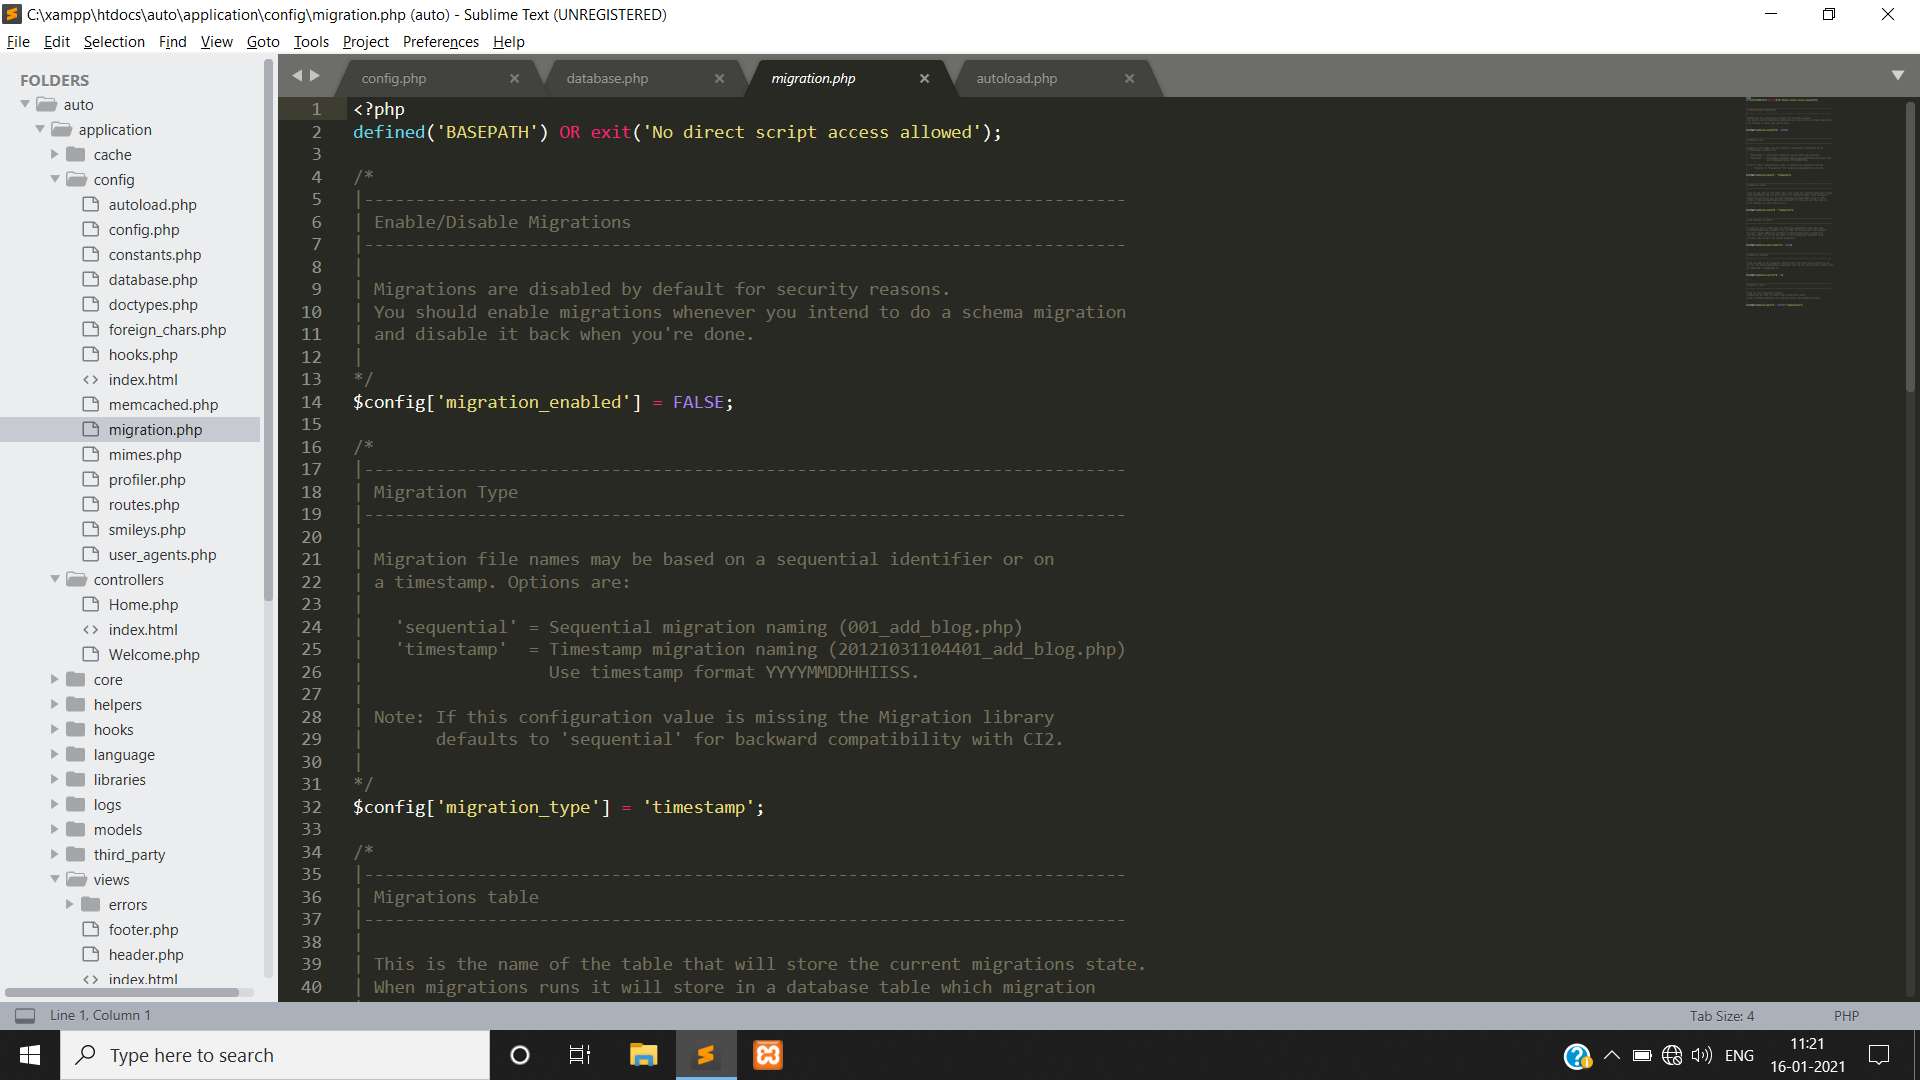 C:\xampp\htdocs\auto\application\config\migration.php (auto) - Sublime Text (UNREGISTERED)
File Edit Selection Find View Goto Tools Project Preferences Help
FOLDERS
auto
application
cache
config
autoload.php
config.php
constants.php
database.php
doctypes.php
foreign_chars.php
hooks.php
index.html
memcached.php
migration.php
mimes.php
profiler.php
routes.php
smileys.php
user_agents.php
controllers
Home.php
index.html
Welcome.php
core
helpers
hooks
language
libraries
logs
models
third_party
views
errors
footer.php
header.php
index.html
config.php database.php migration.php autoload.php
1 <?php
2 defined('BASEPATH') OR exit('No direct script access allowed');
3
4 /*
5 |--------------------------------------------------------------------------
6 | Enable/Disable Migrations
7 |--------------------------------------------------------------------------
8 |
9 | Migrations are disabled by default for security reasons.
10 | You should enable migrations whenever you intend to do a schema migration
11 | and disable it back when you're done.
12 |
13 */
14 $config['migration_enabled'] = FALSE;
15
16 /*
17 |--------------------------------------------------------------------------
18 | Migration Type
19 |--------------------------------------------------------------------------
20 |
21 | Migration file names may be based on a sequential identifier or on
22 | a timestamp. Options are:
23 |
24 |   'sequential' = Sequential migration naming (001_add_blog.php)
25 |   'timestamp'  = Timestamp migration naming (20121031104401_add_blog.php)
26 |                  Use timestamp format YYYYMMDDHHIISS.
27 |
28 | Note: If this configuration value is missing the Migration library
29 |       defaults to 'sequential' for backward compatibility with CI2.
30 |
31 */
32 $config['migration_type'] = 'timestamp';
33
34 /*
35 |--------------------------------------------------------------------------
36 | Migrations table
37 |--------------------------------------------------------------------------
38 |
39 | This is the name of the table that will store the current migrations state.
40 | When migrations runs it will store in a database table which migration
Line 1, Column 1 Tab Size: 4 PHP
Type here to search
ENG
11:21
16-01-2021